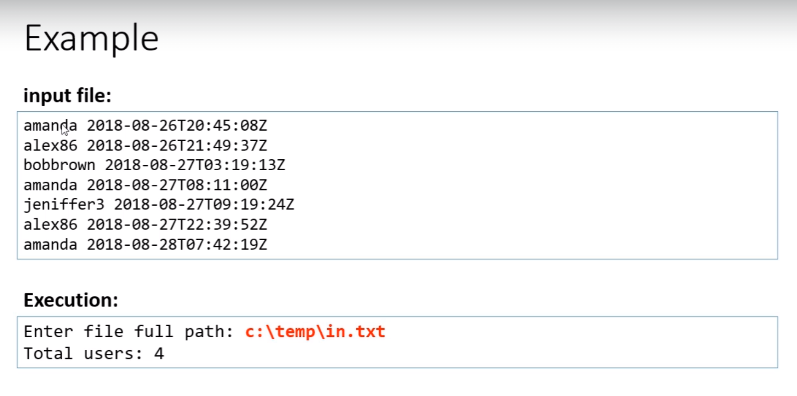 Example
input file:
amanda 2018-08-26T20:45:08Z
alex86 2018-08-26T21:49:37Z
bobbrown 2018-08-27T03:19:13Z
amanda 2018-08-27T08:11:00Z
jeniffer3 2018-08-27T09:19:24Z
alex86 2018-08-27T22:39:52Z
amanda 2018-08-28T07:42:19Z
Execution:
Enter file full path: c:\temp\in.txt
Total users: 4